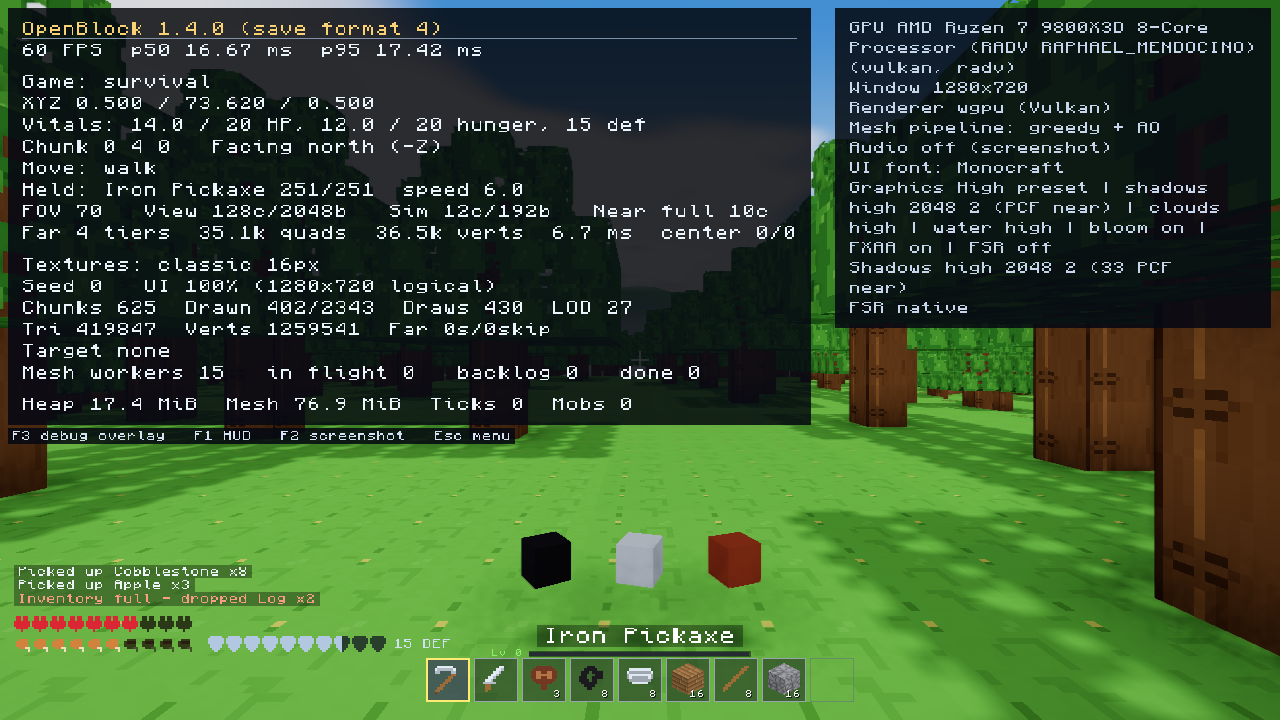 OpenBlock 1.4.0 (save format 4)
60 FPS p50 16.67 ms p95 17.42 ms
Game: survival
XYZ 0.500 / 73.620 / 0.500
Vitals: 14.0 / 20 HP, 12.0 / 20 hunger, 15 def
Chunk 0 4 0 Facing north (-Z)
Move: walk
Held: Iron Pickaxe 251/251 speed 6.0
FOV 70 View 128c/2048b Sim 12c/192b Near full 10c
Far 4 tiers 35.1k quads 36.5k verts 6.7 ms center 0/0
Textures: classic 16px
Seed 0 UI 100% (1280x720 logical)
Chunks 625 Drawn 402/2343 Draws 430 LOD 27
Tri 419847 Verts 1259541 Far 0s/0skip
Target none
Mesh workers 15 in flight 0 backlog 0 done 0
Heap 17.4 MiB Mesh 76.9 MiB Ticks 0 Mobs 0
F3 debug overlay F1 HUD F2 screenshot Esc menu
GPU AMD Ryzen 7 9800X3D 8-Core
Processor (RADV RAPHAEL_MENDOCINO)
(vulkan, radv)
Window 1280x720
Renderer wgpu (Vulkan)
Mesh pipeline: greedy + AO
Audio off (screenshot)
UI font: Monocraft
Graphics High preset | shadows
high 2048 2 (PCF near) | clouds
high | water high | bloom on |
FXAA on | FSR off
Shadows high 2048 2 (33 PCF
near)
FSR native
Picked up Cobblestone x8
Picked up Apple x3
Inventory full - dropped Log x2
15 DEF
Iron Pickaxe
Lv 0
3 8 8 16 8 16